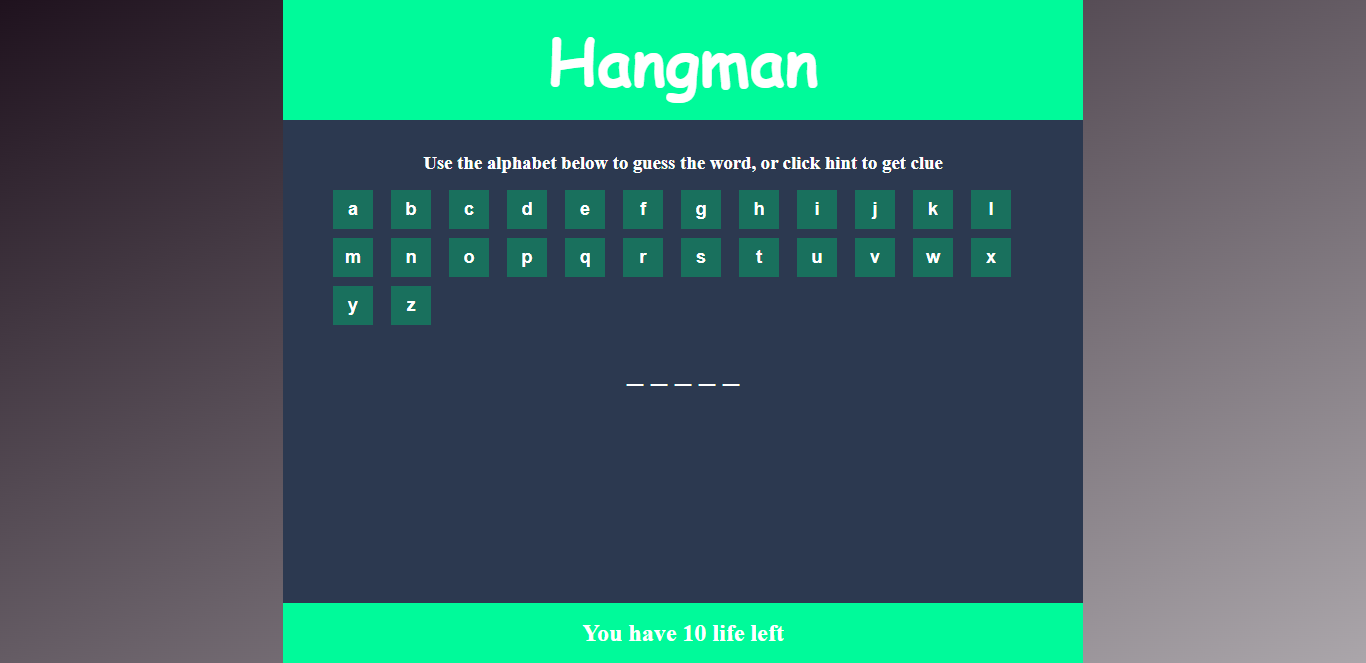 Hangman
Use the alphabet below to guess the word, or click hint to get clue
a b c d e f g h i j k l
m n o p q r s t u v w x
y z
_ _ _ _ _
You have 10 life left